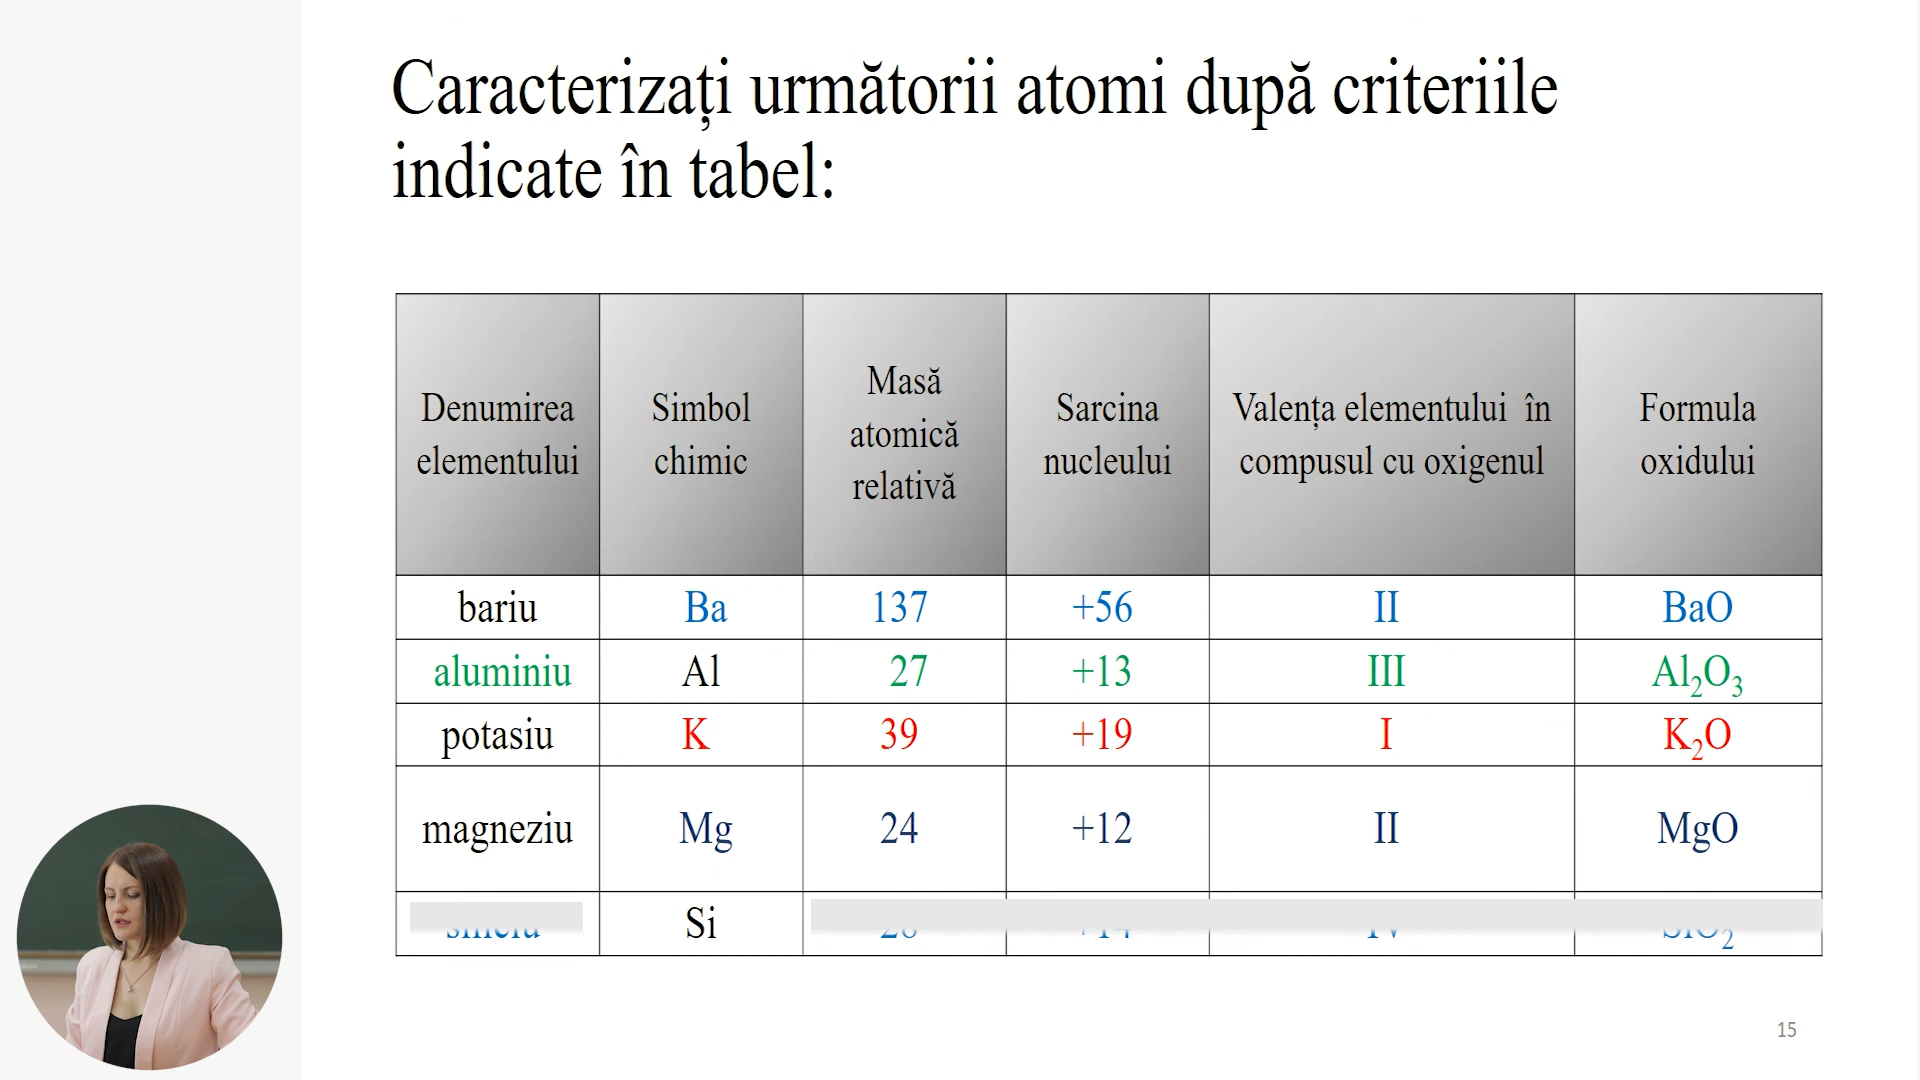 Caracterizați următorii atomi după criteriile
indicate în tabel:
Denumirea elementului Simbol chimic Masă atomică relativă Sarcina nucleului Valența elementului în compusul cu oxigenul Formula oxidului
bariu Ba 137 +56 II BaO
aluminiu Al 27 +13 III Al₂O₃
potasiu K 39 +19 I K₂O
magneziu Mg 24 +12 II MgO
Si
15